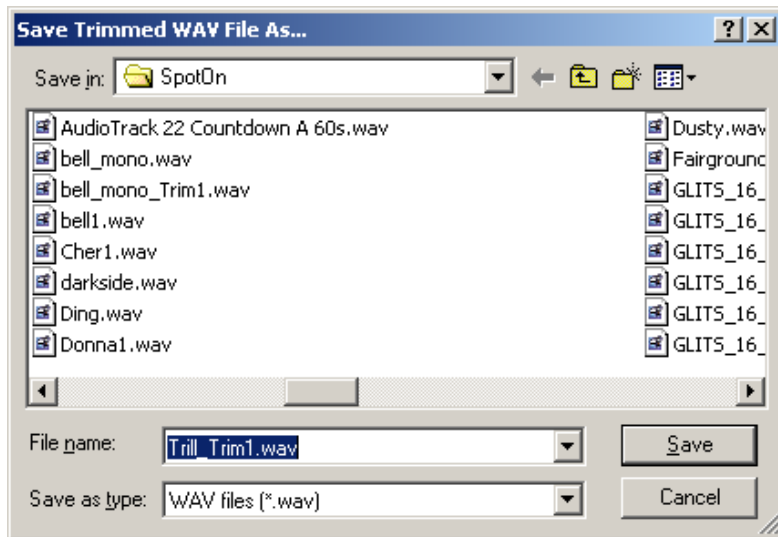 Save Trimmed WAV File As...
Save in: SpotOn
AudioTrack 22 Countdown A 60s.wav
bell_mono.wav
bell_mono_Trim1.wav
bell1.wav
Cher1.wav
darkside.wav
Ding.wav
Donna1.wav
Dusty.wav
Fairground
GLITS_16_
GLITS_16_
GLITS_16_
GLITS_16_
GLITS_16_
GLITS_16_
File name: Trill_Trim1.wav
Save
Save as type: WAV files (*.wav)
Cancel